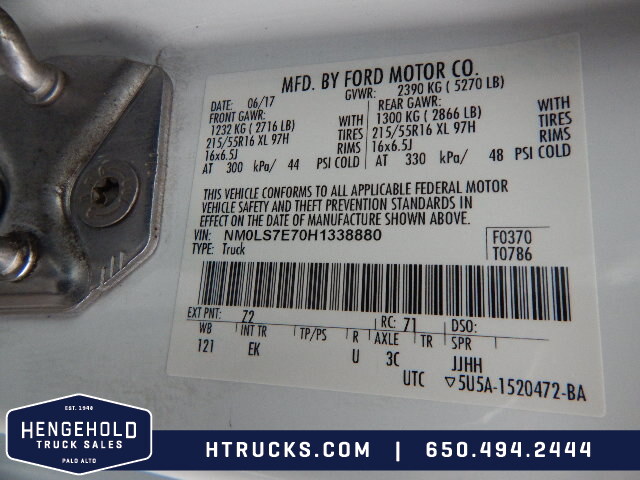 MFD. BY FORD MOTOR CO.
DATE: 06/17 GVWR: 2390 KG ( 5270 LB)
FRONT GAWR: REAR GAWR:
1232 KG ( 2716 LB) WITH 1300 KG ( 2866 LB) WITH
215/55R16 XL 97H TIRES 215/55R16 XL 97H TIRES
16x6.5J RIMS 16x6.5J RIMS
AT 300 kPa/ 44 PSI COLD AT 330 kPa/ 48 PSI COLD
THIS VEHICLE CONFORMS TO ALL APPLICABLE FEDERAL MOTOR
VEHICLE SAFETY AND THEFT PREVENTION STANDARDS IN
EFFECT ON THE DATE OF MANUFACTURE SHOWN ABOVE.
VIN: NM0LS7E70H1338880 F0370
TYPE: Truck T0786
EXT PNT: Z2 RC: 71 DSO:
WB INT TR TP/PS R AXLE TR SPR
121 EK U 3C JJHH
UTC ▽5U5A-1520472-BA
EST. 1940
HENGEHOLD
TRUCK SALES
PALO ALTO
HTRUCKS.COM | 650.494.2444